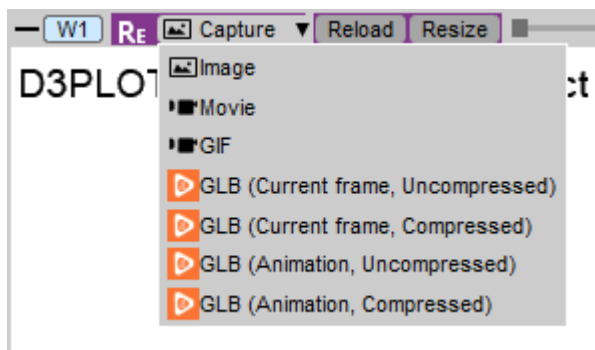 W1 RE Capture ▼ Reload Resize
D3PLOT ct
Image
Movie
GIF
GLB (Current frame, Uncompressed)
GLB (Current frame, Compressed)
GLB (Animation, Uncompressed)
GLB (Animation, Compressed)